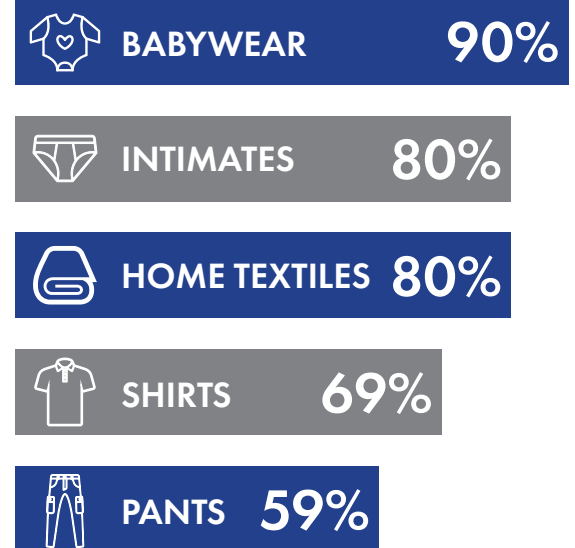 BABYWEAR 90%
INTIMATES 80%
HOME TEXTILES 80%
SHIRTS 69%
PANTS 59%